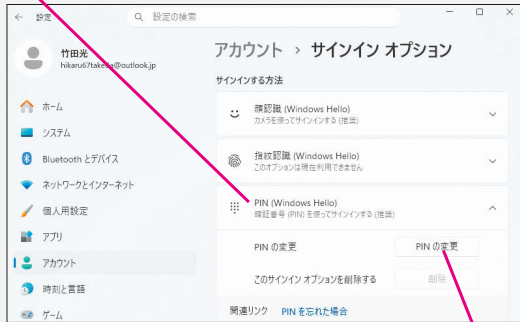 ← 設定
設定の検索
竹田光
hikaru67takeda@outlook.jp
ホーム
システム
Bluetooth とデバイス
ネットワークとインターネット
個人用設定
アプリ
アカウント
時刻と言語
ゲーム
アカウント › サインイン オプション
サインインする方法
顔認識 (Windows Hello)
カメラを使ってサインインする (推奨)
指紋認識 (Windows Hello)
このオプションは現在利用できません
PIN (Windows Hello)
暗証番号 (PIN) を使ってサインインする (推奨)
PIN の変更
PIN の変更
このサインイン オプションを削除する
削除
関連リンク PIN を忘れた場合